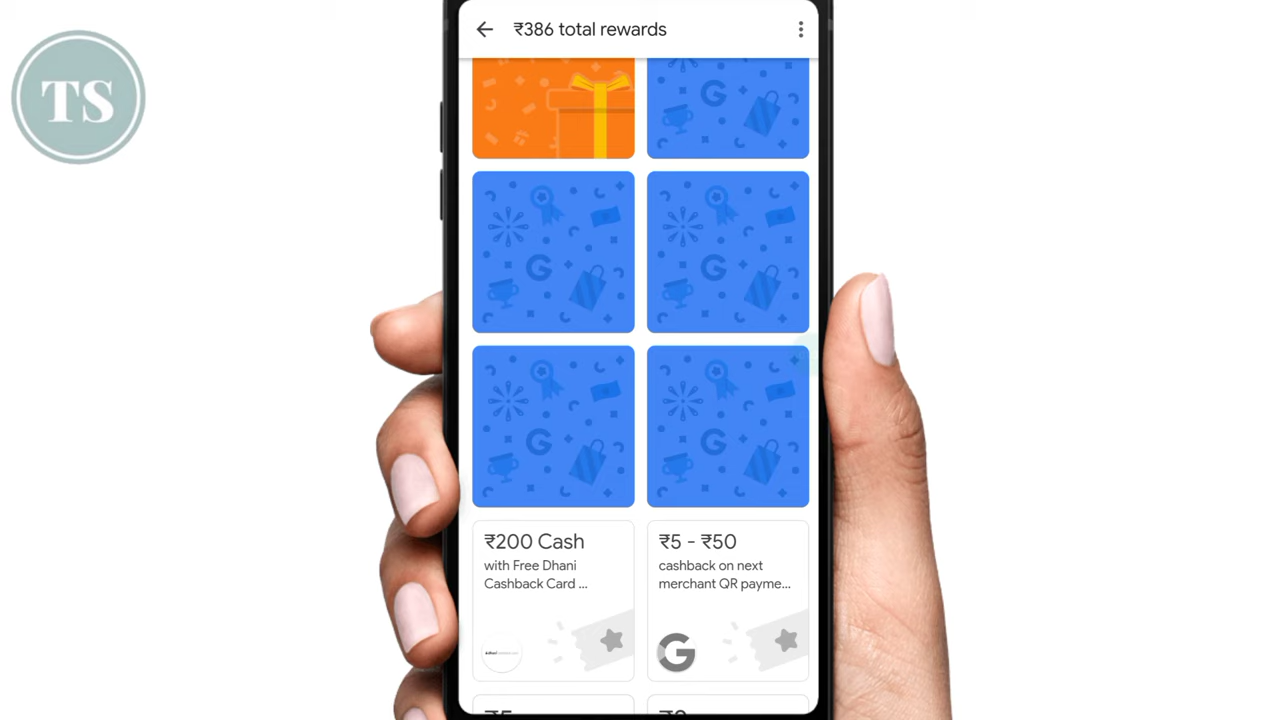 TS
₹386 total rewards
G
G
G
G
G
₹200 Cash
with Free Dhani
Cashback Card ...
₹5 - ₹50
cashback on next
merchant QR payme...
G